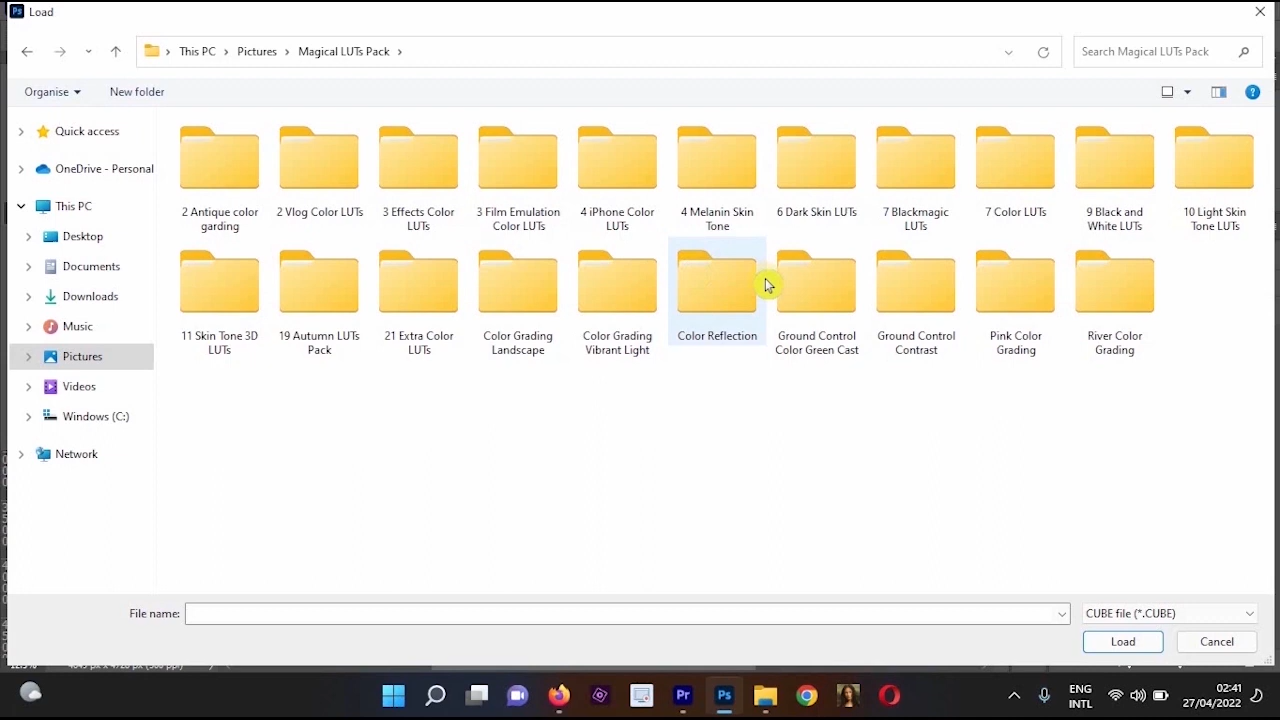 Ps Load
This PC Pictures Magical LUTs Pack Search Magical LUTs Pack
Organise New folder
Quick access
OneDrive - Personal
This PC
Desktop
Documents
Downloads
Music
Pictures
Videos
Windows (C:)
Network
2 Antique color
garding
2 Vlog Color LUTs
3 Effects Color
LUTs
3 Film Emulation
Color LUTs
4 iPhone Color
LUTs
4 Melanin Skin
Tone
6 Dark Skin LUTs
7 Blackmagic
LUTs
7 Color LUTs
9 Black and
White LUTs
10 Light Skin
Tone LUTs
11 Skin Tone 3D
LUTs
19 Autumn LUTs
Pack
21 Extra Color
LUTs
Color Grading
Landscape
Color Grading
Vibrant Light
Color Reflection
Ground Control
Color Green Cast
Ground Control
Contrast
Pink Color
Grading
River Color
Grading
File name: CUBE file (*.CUBE)
Load Cancel
Pr Ps
ENG
INTL
02:41
27/04/2022